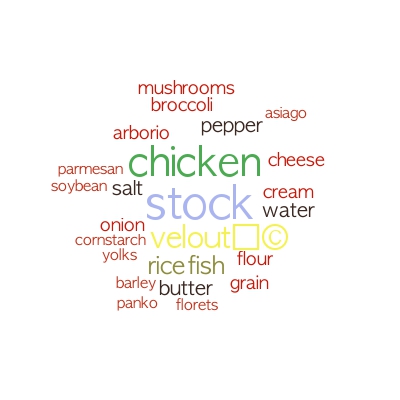 mushrooms
broccoli
asiago
arborio pepper
chicken cheese
parmesan
soybean salt stock cream
water
onion
cornstarch velout□©
yolks
rice fish flour
barley butter grain
panko florets